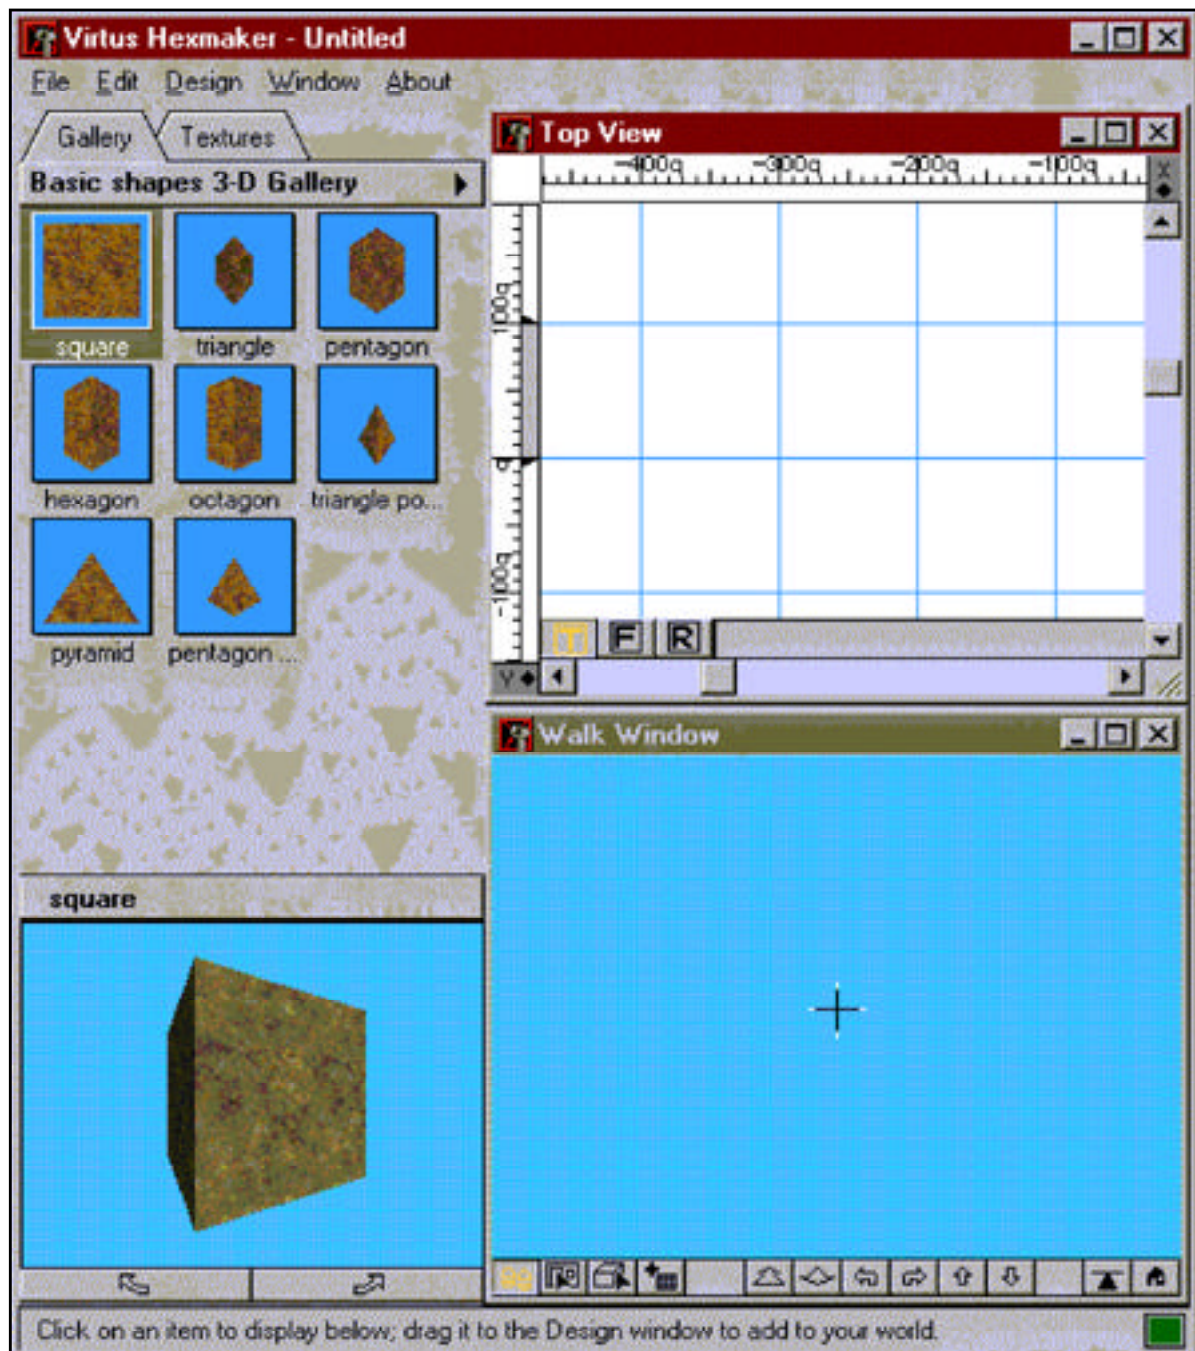 Virtus Hexmaker - Untitled
File Edit Design Window About
Gallery Textures
Basic shapes 3-D Gallery
square triangle pentagon
hexagon octagon triangle po...
pyramid pentagon ...
square
Top View
-400q -300q -200q -100q
X
100q
q
-100q
T F R
Y
Walk Window
Click on an item to display below; drag it to the Design window to add to your world.